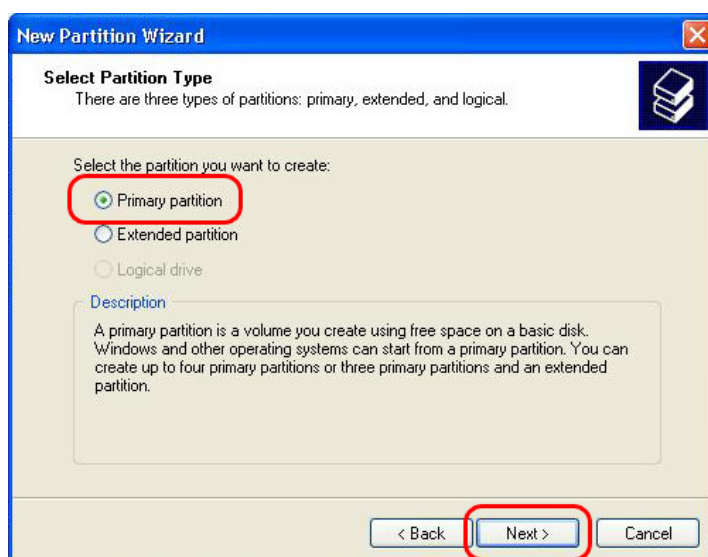 New Partition Wizard
Select Partition Type
There are three types of partitions: primary, extended, and logical.
Select the partition you want to create:
Primary partition
Extended partition
Logical drive
Description
A primary partition is a volume you create using free space on a basic disk.
Windows and other operating systems can start from a primary partition. You can
create up to four primary partitions or three primary partitions and an extended
partition.
< Back
Next >
Cancel